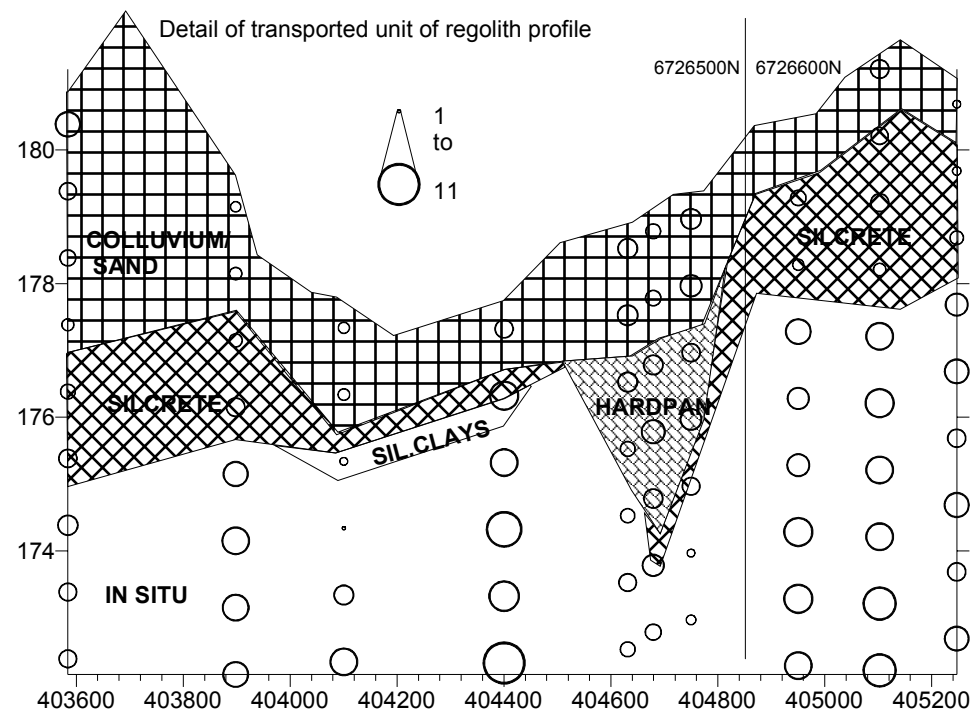 Detail of transported unit of regolith profile
6726500N
6726600N
1
to
11
180
178
176
174
COLLUVIUM/
SAND
SILCRETE
SILCRETE
HARDPAN
SIL.CLAYS
IN SITU
403600 403800 404000 404200 404400 404600 404800 405000 405200